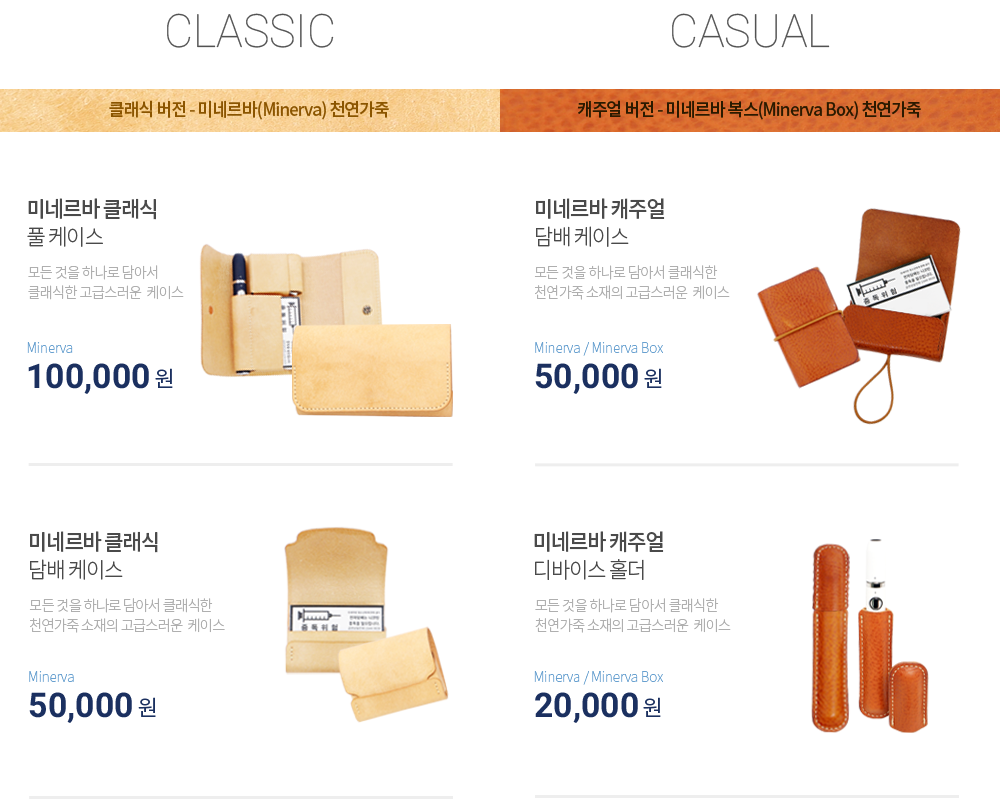 CLASSIC
CASUAL
클래식 버전 - 미네르바(Minerva) 천연가죽
캐주얼 버전 - 미네르바 복스(Minerva Box) 천연가죽
미네르바 클래식
풀 케이스
모든 것을 하나로 담아서
클래식한 고급스러운 케이스
Minerva
100,000 원
미네르바 캐주얼
담배 케이스
모든 것을 하나로 담아서 클래식한
천연가죽 소재의 고급스러운 케이스
Minerva / Minerva Box
50,000 원
미네르바 클래식
담배 케이스
모든 것을 하나로 담아서 클래식한
천연가죽 소재의 고급스러운 케이스
중독위험
Minerva
50,000 원
미네르바 캐주얼
디바이스 홀더
모든 것을 하나로 담아서 클래식한
천연가죽 소재의 고급스러운 케이스
Minerva / Minerva Box
20,000 원